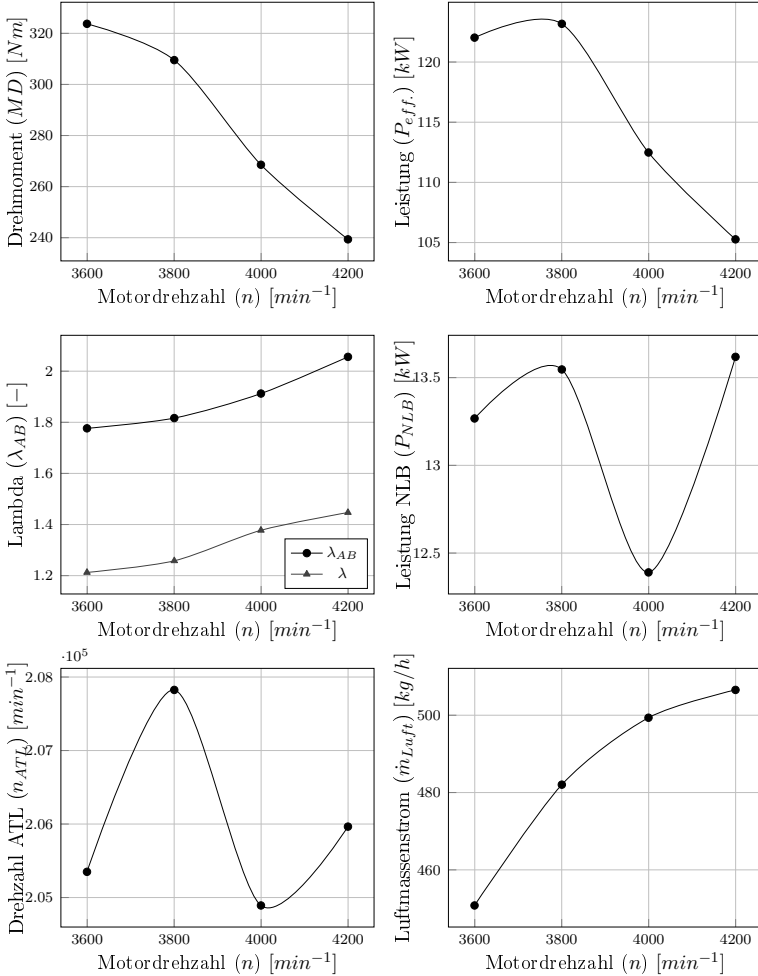 320
300
280
260
240
3600 3800 4000 4200
Motordrehzahl (n) [min⁻¹]
Drehmoment (MD) [Nm]
120
115
110
105
3600 3800 4000 4200
Motordrehzahl (n) [min⁻¹]
Leistung (P_eff.) [kW]
2
1.8
1.6
1.4
1.2
3600 3800 4000 4200
Motordrehzahl (n) [min⁻¹]
Lambda (λ_AB) [−]
λ_AB
λ
13.5
13
12.5
3600 3800 4000 4200
Motordrehzahl (n) [min⁻¹]
Leistung NLB (P_NLB) [kW]
·10⁵
2.08
2.07
2.06
2.05
3600 3800 4000 4200
Motordrehzahl (n) [min⁻¹]
Drehzahl ATL (n_ATL) [min⁻¹]
500
480
460
3600 3800 4000 4200
Motordrehzahl (n) [min⁻¹]
Luftmassenstrom (ṁ_Luft) [kg/h]